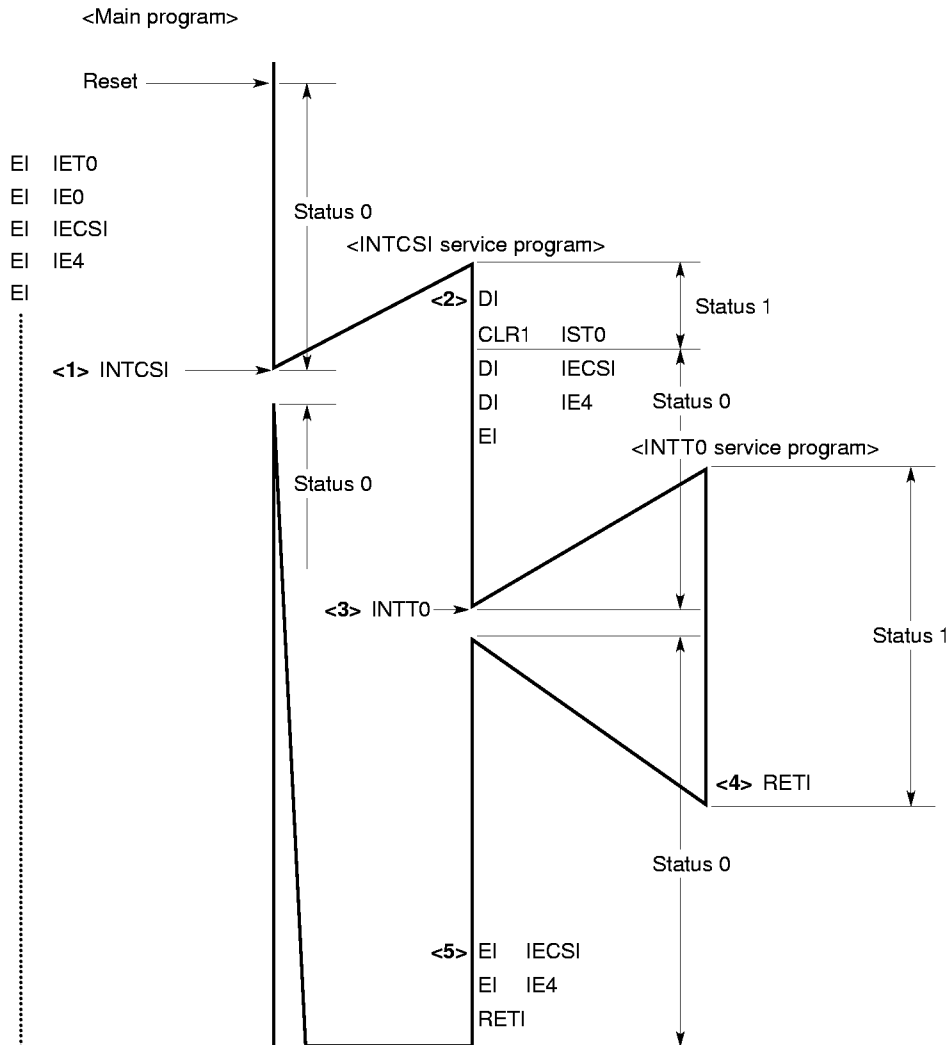 <Main program>
Reset
EI IET0
EI IE0
EI IECSI
EI IE4
EI
Status 0
<INTCSI service program>
<2> DI
CLR1 IST0
Status 1
<1> INTCSI
DI IECSI
DI IE4
EI
Status 0
<INTT0 service program>
Status 0
<3> INTT0
Status 1
<4> RETI
Status 0
<5> EI IECSI
EI IE4
RETI